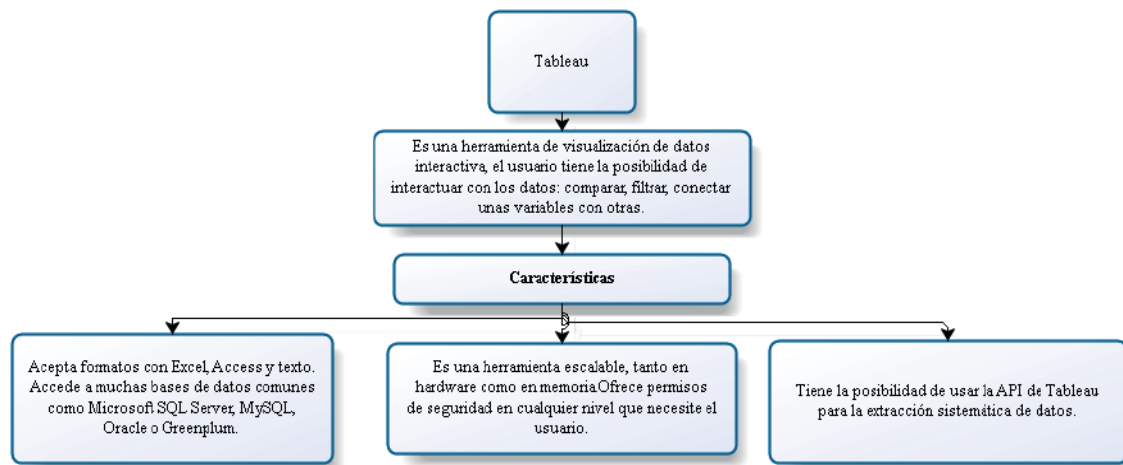 Tableau
Es una herramienta de visualización de datos
interactiva, el usuario tiene la posibilidad de
interactuar con los datos: comparar, filtrar, conectar
unas variables con otras.
Característícas
Acepta formatos con Excel, Access y texto.
Accede a muchas bases de datos comunes
como Microsoft SQL Server, MySQL,
Oracle o Greenplum.
Es una herramienta escalable, tanto en
hardware como en memoria.Ofrece permisos
de seguridad en cualquier nivel que necesite el
usuario.
Tiene la posibilidad de usar la API de Tableau
para la extracción sistemática de datos.